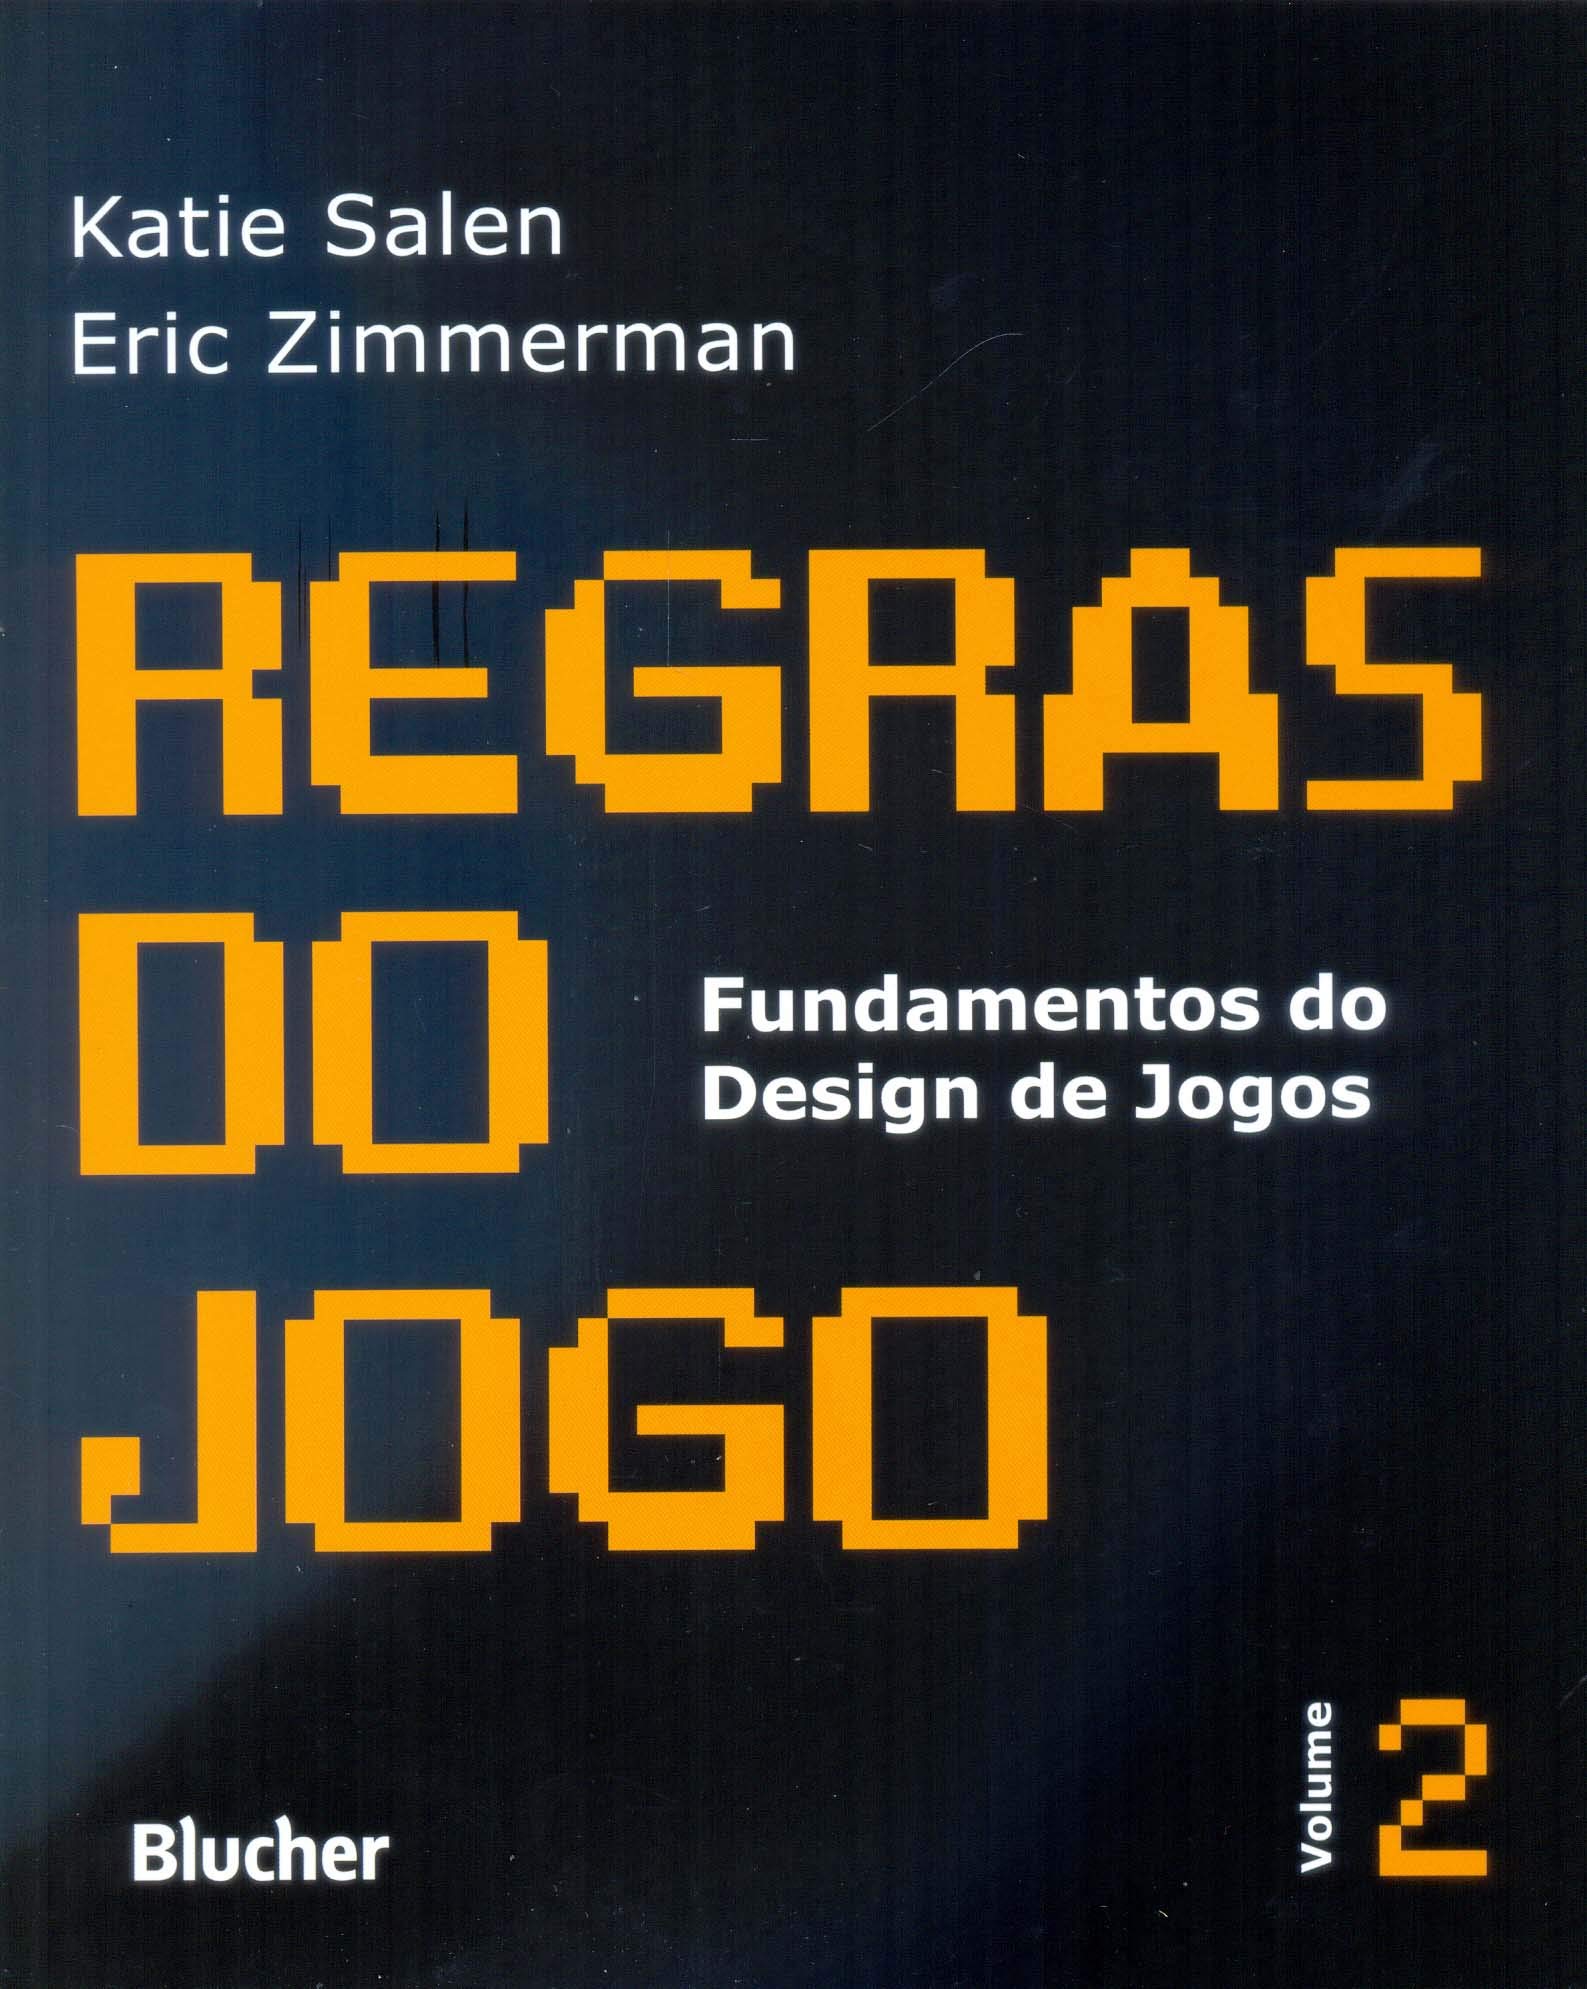 Katie Salen
Eric Zimmerman
REGRAS
DO
Fundamentos do
Design de Jogos
JOGO
Volume 2
Blucher